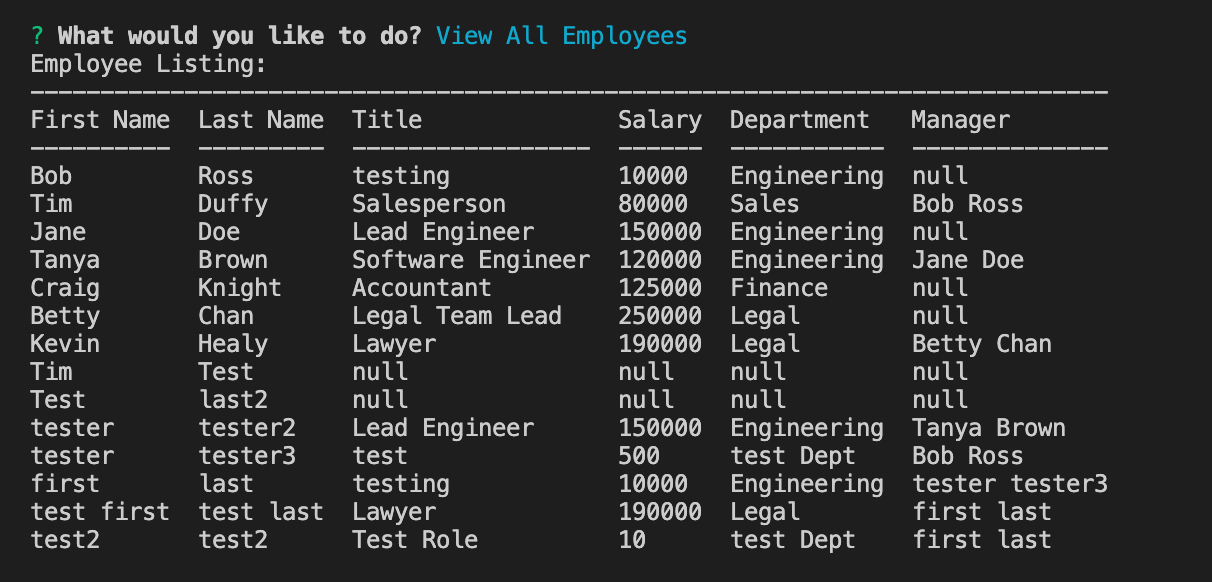 ? What would you like to do? View All Employees
Employee Listing:
-----------------------------------------------------------------------------
First Name  Last Name  Title              Salary  Department   Manager
----------  ---------  -----------------  ------  -----------  --------------
Bob         Ross       testing            10000   Engineering  null
Tim         Duffy      Salesperson        80000   Sales        Bob Ross
Jane        Doe        Lead Engineer      150000  Engineering  null
Tanya       Brown      Software Engineer  120000  Engineering  Jane Doe
Craig       Knight     Accountant         125000  Finance      null
Betty       Chan       Legal Team Lead    250000  Legal        null
Kevin       Healy      Lawyer             190000  Legal        Betty Chan
Tim         Test       null               null    null         null
Test        last2      null               null    null         null
tester      tester2    Lead Engineer      150000  Engineering  Tanya Brown
tester      tester3    test               500     test Dept    Bob Ross
first       last       testing            10000   Engineering  tester tester3
test first  test last  Lawyer             190000  Legal        first last
test2       test2      Test Role          10      test Dept    first last